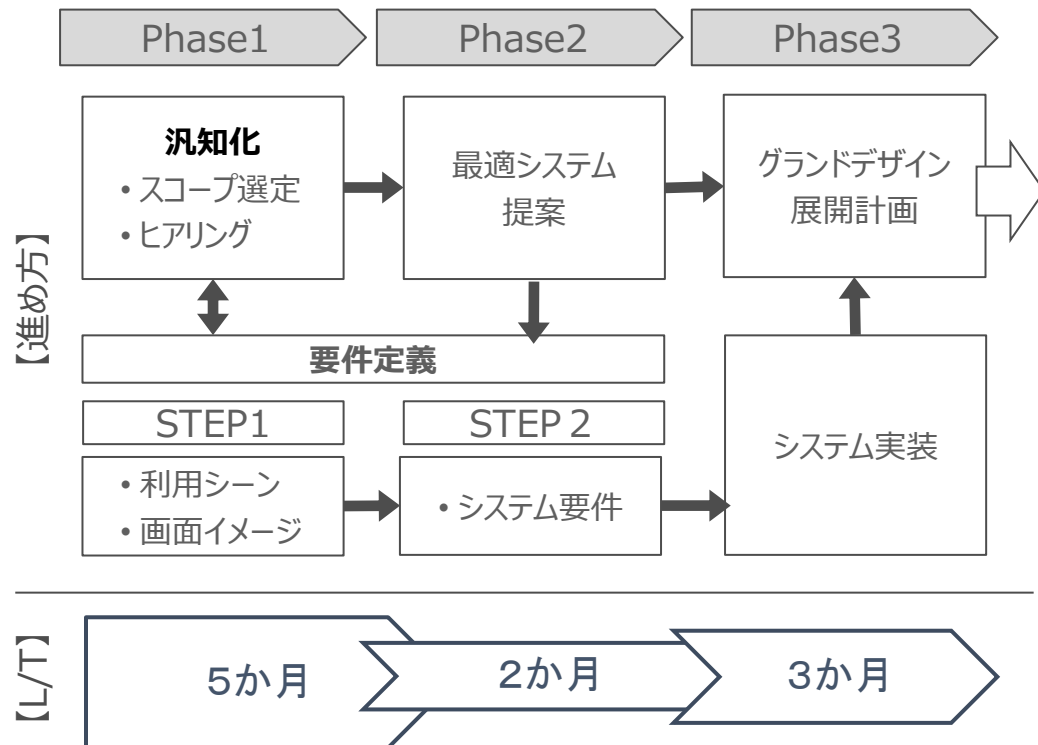 Phase1
Phase2
Phase3
【進め方】
汎知化
• スコープ選定
• ヒアリング
最適システム
提案
グランドデザイン
展開計画
要件定義
STEP1
STEP２
• 利用シーン
• 画面イメージ
• システム要件
システム実装
【L/T】
５か月
２か月
３か月